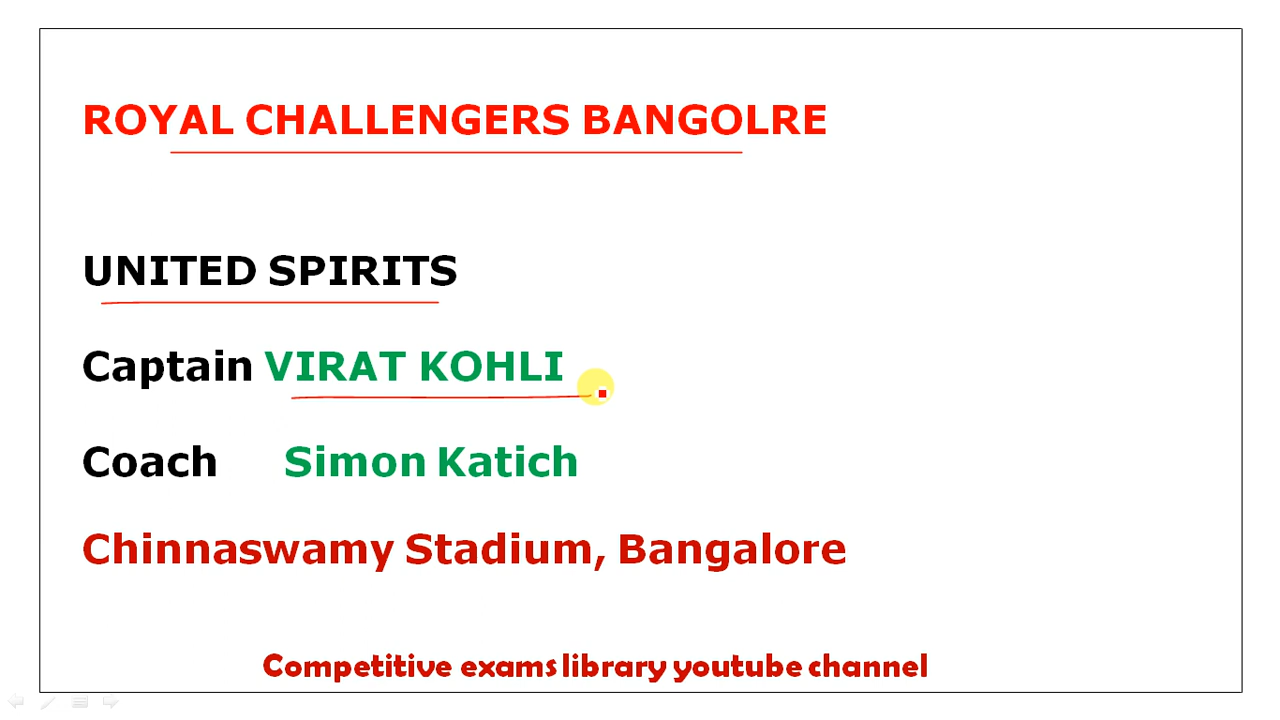 ROYAL CHALLENGERS BANGOLRE
UNITED SPIRITS
Captain VIRAT KOHLI
Coach Simon Katich
Chinnaswamy Stadium, Bangalore
Competitive exams library youtube channel